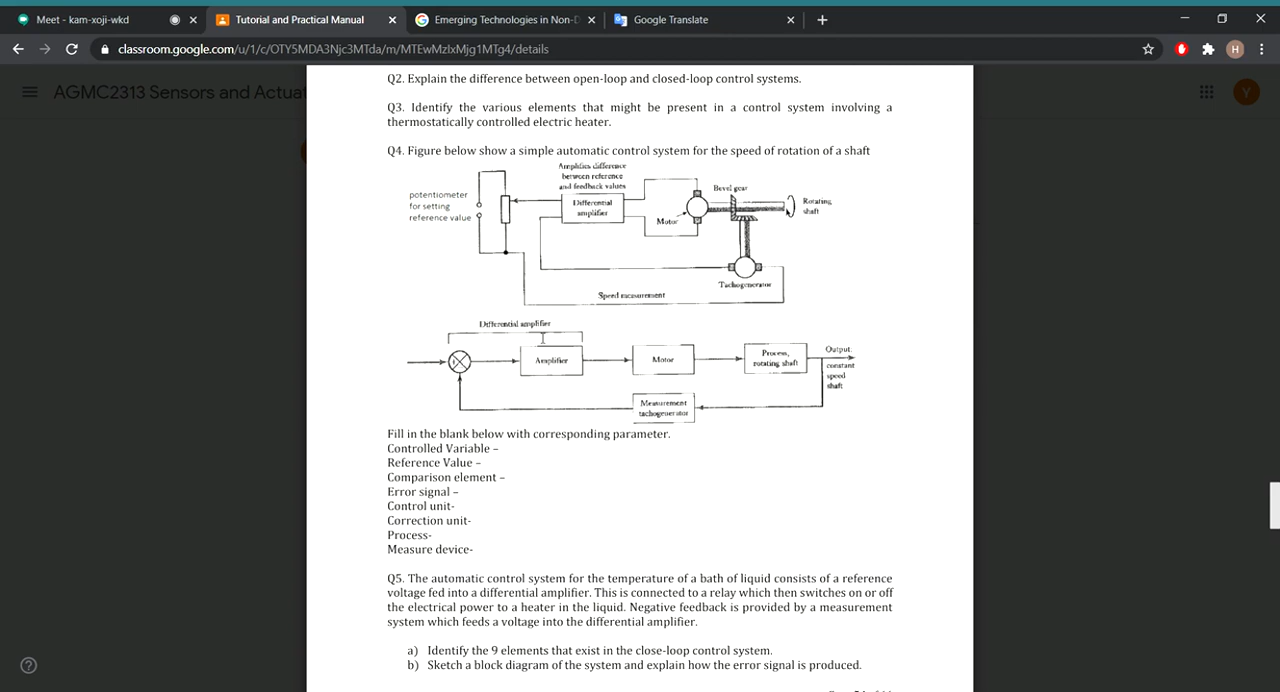 Meet - kam-xoji-wkd
Tutorial and Practical Manual
Emerging Technologies in Non-D
Google Translate
classroom.google.com/u/1/c/OTY5MDA3Njc3MTda/m/MTEwMzIxMjg1MTg4/details
H
AGMC2313 Sensors and Actuat
Y
Q2. Explain the difference between open-loop and closed-loop control systems.
Q3. Identify the various elements that might be present in a control system involving a
thermostatically controlled electric heater.
Q4. Figure below show a simple automatic control system for the speed of rotation of a shaft
Amplifies difference
between reference
and feedback values
potentiometer
for setting
reference value
Differential
amplifier
Motor
Bevel gear
Rotating
shaft
Tachogenerator
Speed measurement
Differential amplifier
Amplifier
Motor
Process,
rotating shaft
Output:
constant
speed
shaft
Measurement
tachogenerator
Fill in the blank below with corresponding parameter.
Controlled Variable –
Reference Value –
Comparison element –
Error signal –
Control unit-
Correction unit-
Process-
Measure device-
Q5. The automatic control system for the temperature of a bath of liquid consists of a reference
voltage fed into a differential amplifier. This is connected to a relay which then switches on or off
the electrical power to a heater in the liquid. Negative feedback is provided by a measurement
system which feeds a voltage into the differential amplifier.
a) Identify the 9 elements that exist in the close-loop control system.
b) Sketch a block diagram of the system and explain how the error signal is produced.